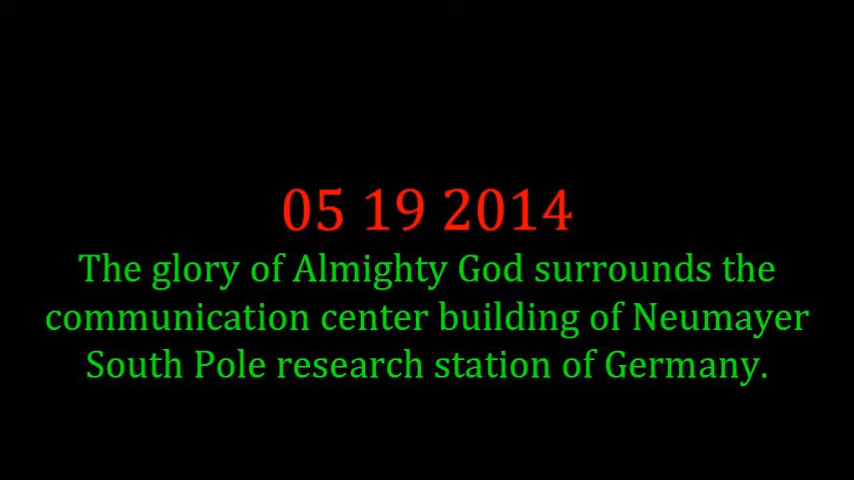 05 19 2014
The glory of Almighty God surrounds the
communication center building of Neumayer
South Pole research station of Germany.